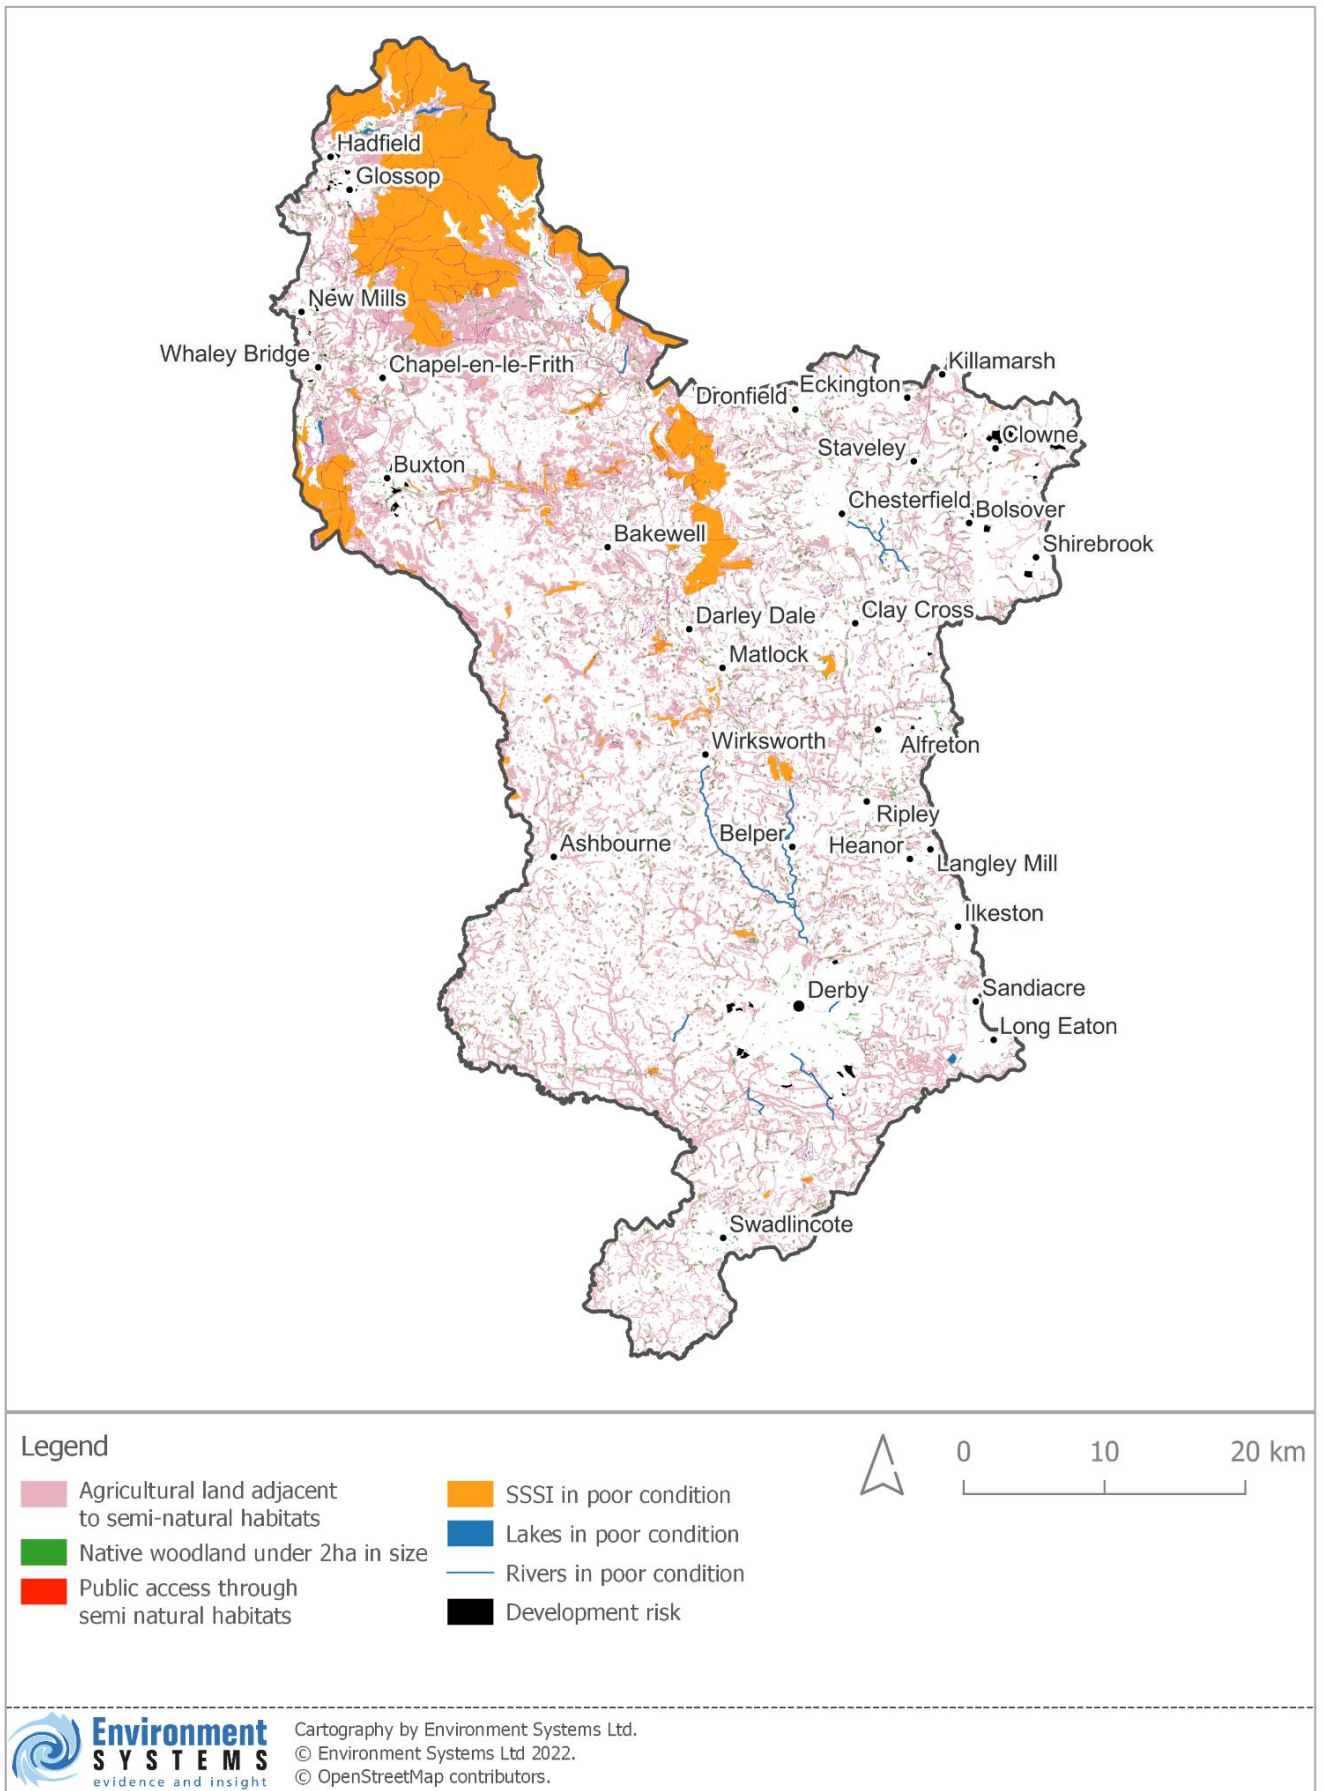 Hadfield
Glossop
New Mills
Whaley Bridge
Chapel-en-le-Frith
Killamarsh
Dronfield
Eckington
Clowne
Staveley
Buxton
Chesterfield
Bolsover
Bakewell
Shirebrook
Darley Dale
Clay Cross
Matlock
Wirksworth
Alfreton
Ripley
Belper
Heanor
Ashbourne
Langley Mill
Ilkeston
Derby
Sandiacre
Long Eaton
Swadlincote
Legend
Agricultural land adjacent
to semi-natural habitats
Native woodland under 2ha in size
Public access through
semi natural habitats
SSSI in poor condition
Lakes in poor condition
Rivers in poor condition
Development risk
0 10 20 km
Environment
SYSTEMS
evidence and insight
Cartography by Environment Systems Ltd.
© Environment Systems Ltd 2022.
© OpenStreetMap contributors.